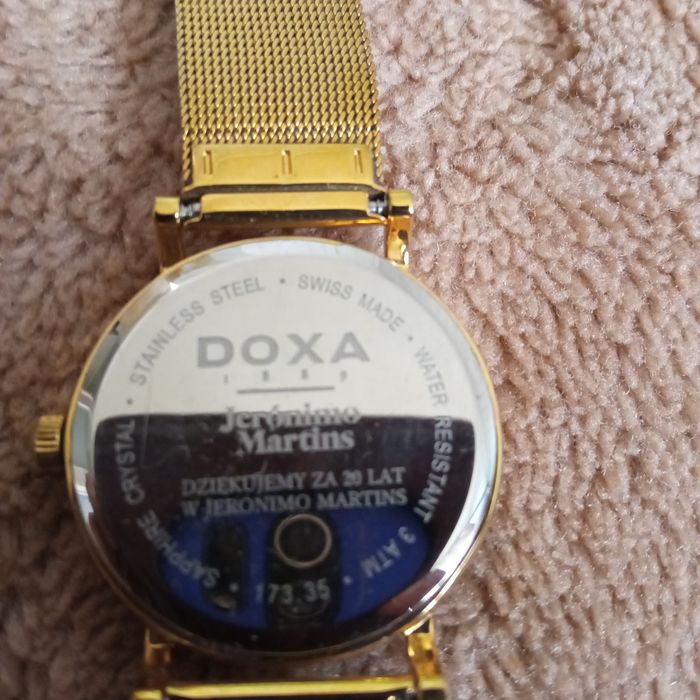 STAINLESS STEEL • SWISS MADE • WATER RESISTANT
DOXA
1889
Jerónimo
Martins
DZIĘKUJEMY ZA 20 LAT
W JERONIMO MARTINS
3 ATM • 173.35 • SAPPHIRE CRYSTAL •